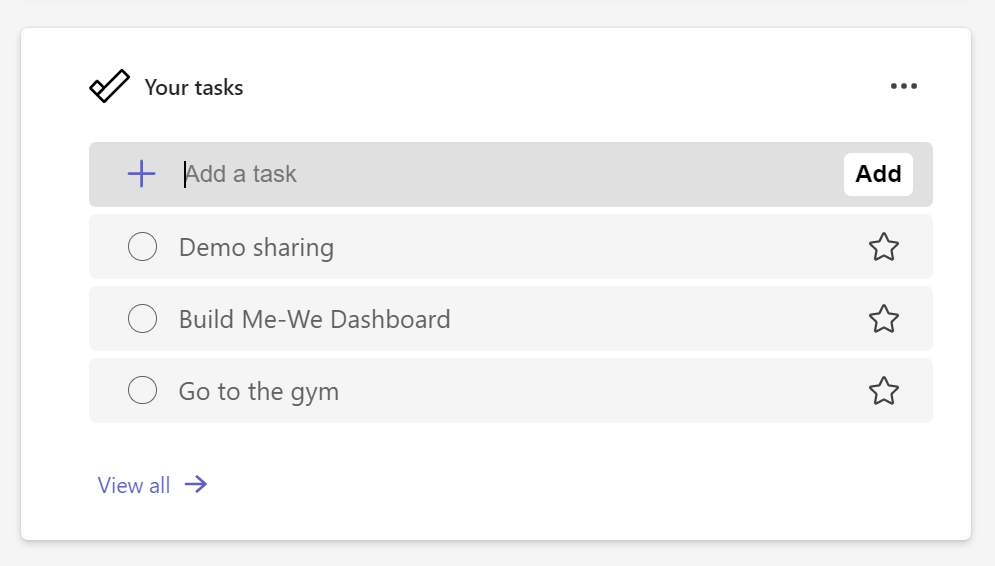 Your tasks
Add a task
Add
Demo sharing
Build Me-We Dashboard
Go to the gym
View all